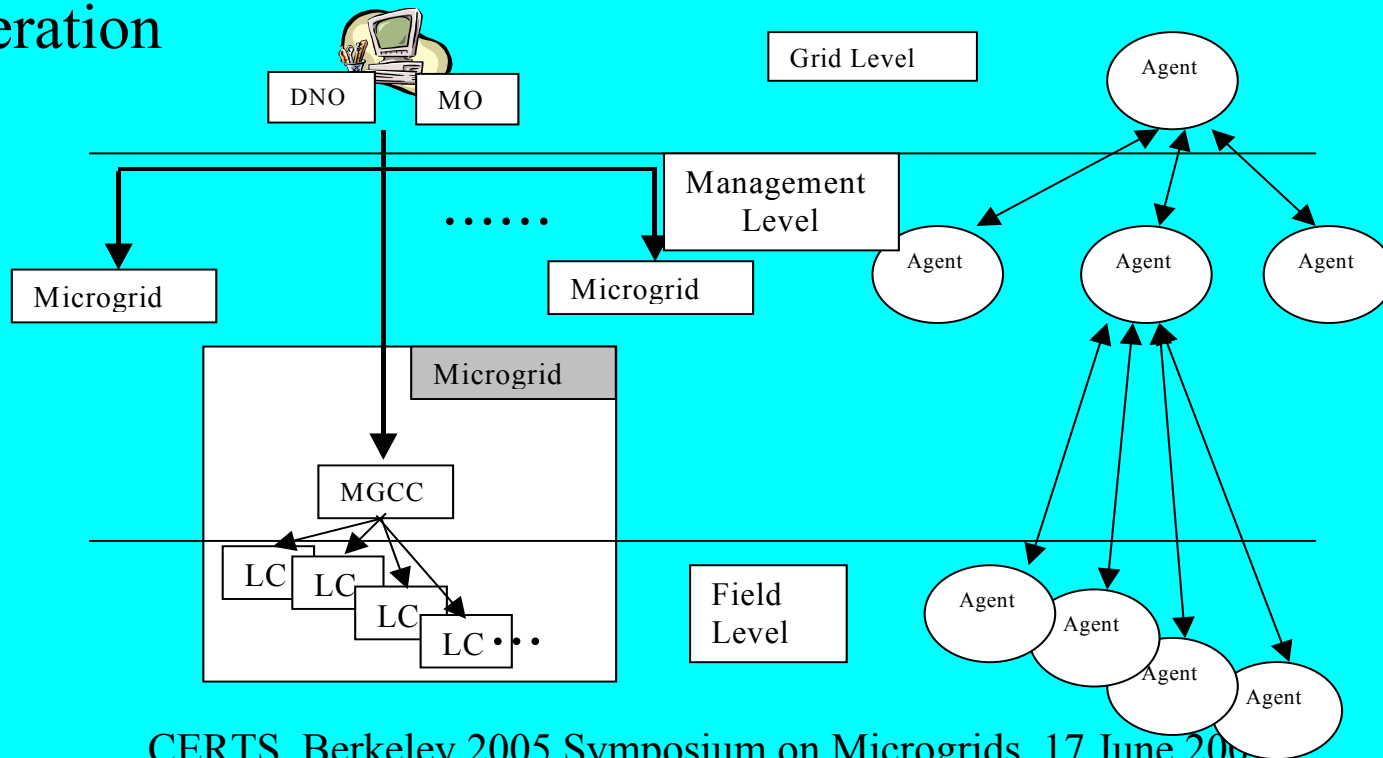 eration
DNO
MO
Grid Level
Agent
Management
Level
......
Microgrid
Microgrid
Agent
Agent
Agent
Microgrid
MGCC
LC
LC
LC
LC ...
Field
Level
Agent
Agent
Agent
Agent
CERTS, Berkeley 2005 Symposium on Microgrids, 17 June 200